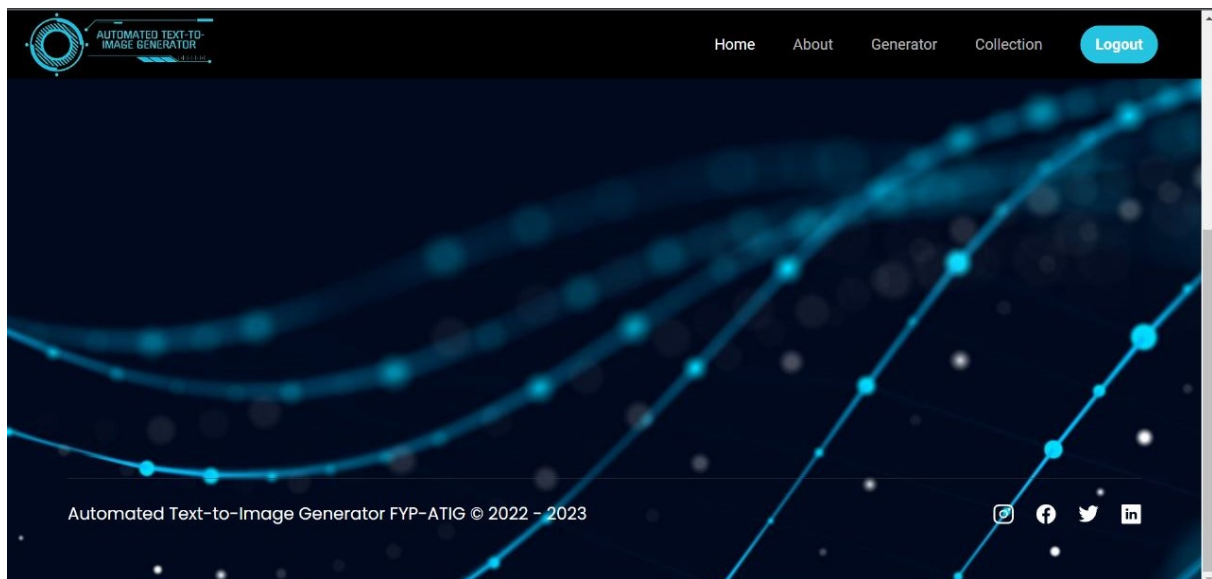 AUTOMATED TEXT-TO-
IMAGE GENERATOR
Home About Generator Collection Logout
Automated Text-to-Image Generator FYP-ATIG © 2022 - 2023
in